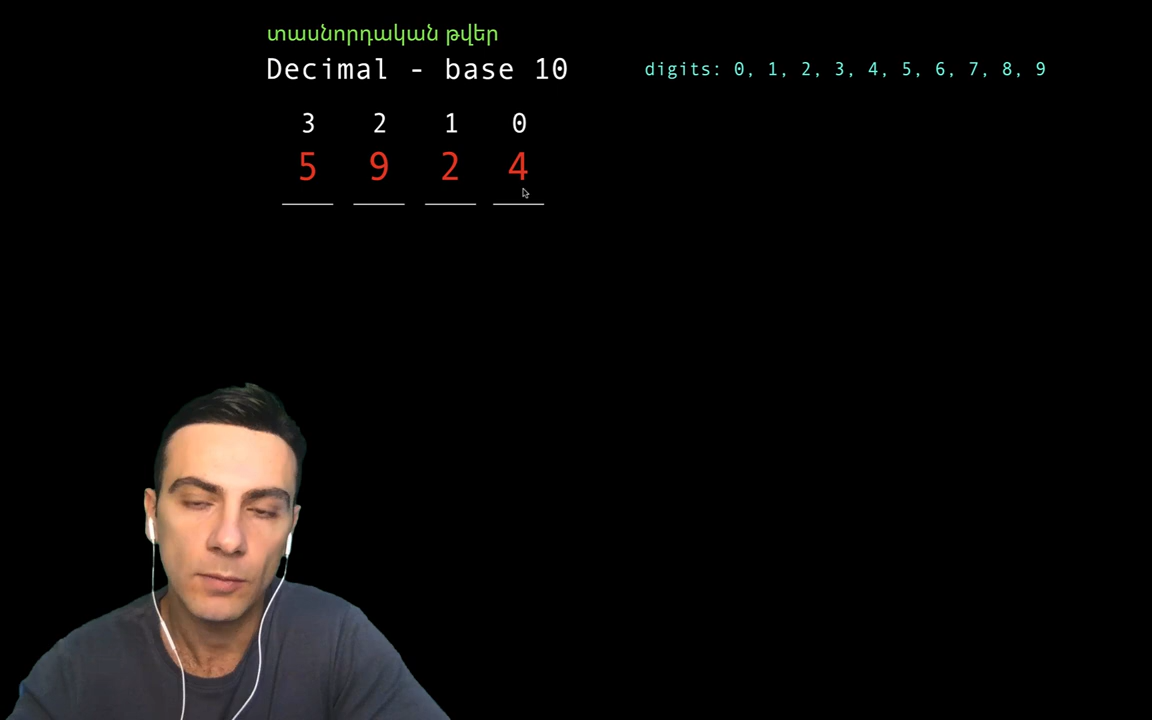 տասնորդական թվեր
Decimal - base 10
digits: 0, 1, 2, 3, 4, 5, 6, 7, 8, 9
3 2 1 0
5 9 2 4